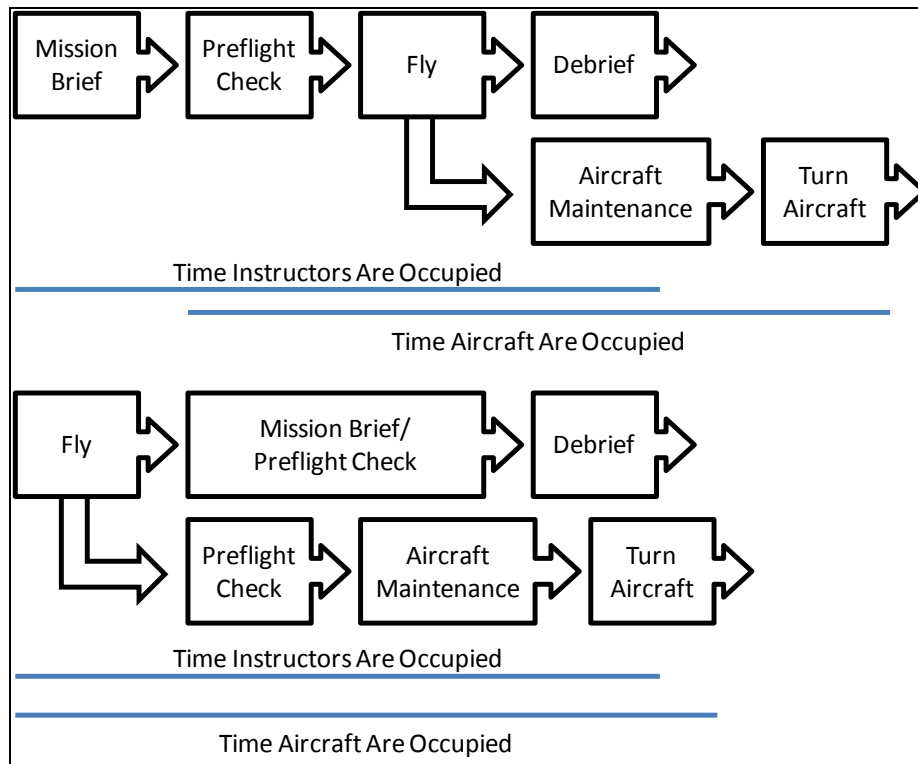 Mission
Brief
Preflight
Check
Fly
Debrief
Aircraft
Maintenance
Turn
Aircraft
Time Instructors Are Occupied
Time Aircraft Are Occupied
Fly
Mission Brief/
Preflight Check
Debrief
Preflight
Check
Aircraft
Maintenance
Turn
Aircraft
Time Instructors Are Occupied
Time Aircraft Are Occupied